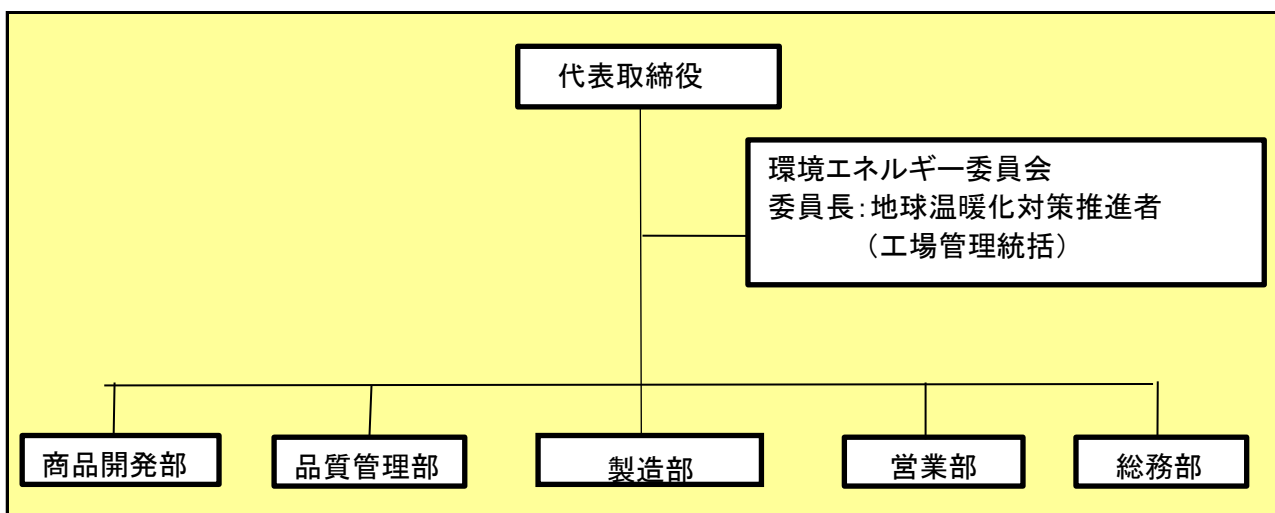 代表取締役
環境エネルギー委員会
委員長:地球温暖化対策推進者
(工場管理統括)
商品開発部
品質管理部
製造部
営業部
総務部